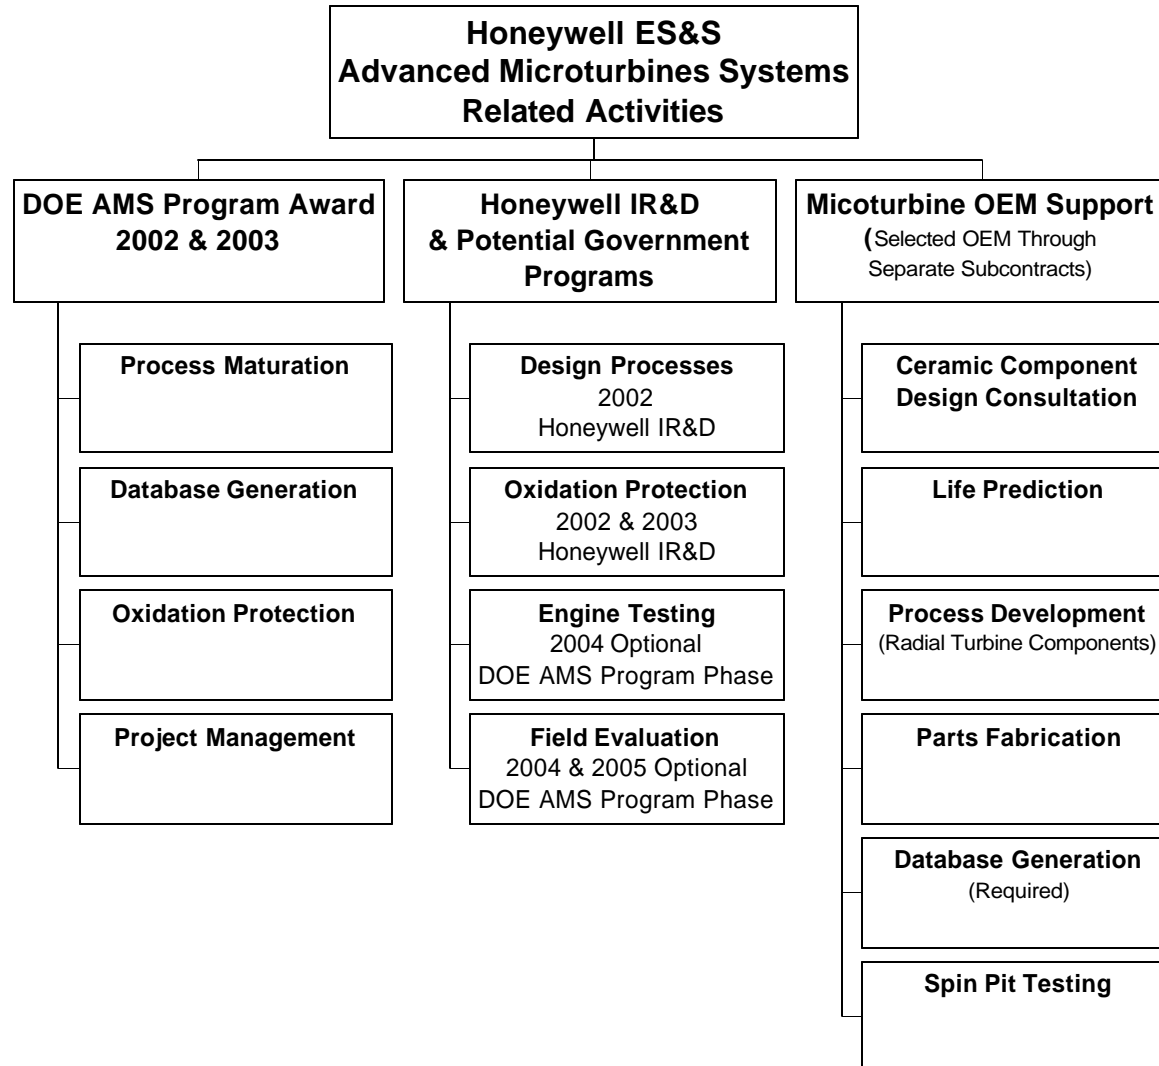 Honeywell ES&S
Advanced Microturbines Systems
Related Activities
DOE AMS Program Award
2002 & 2003
Process Maturation
Database Generation
Oxidation Protection
Project Management
Honeywell IR&D
& Potential Government
Programs
Design Processes
2002
Honeywell IR&D
Oxidation Protection
2002 & 2003
Honeywell IR&D
Engine Testing
2004 Optional
DOE AMS Program Phase
Field Evaluation
2004 & 2005 Optional
DOE AMS Program Phase
Micoturbine OEM Support
(Selected OEM Through
Separate Subcontracts)
Ceramic Component
Design Consultation
Life Prediction
Process Development
(Radial Turbine Components)
Parts Fabrication
Database Generation
(Required)
Spin Pit Testing